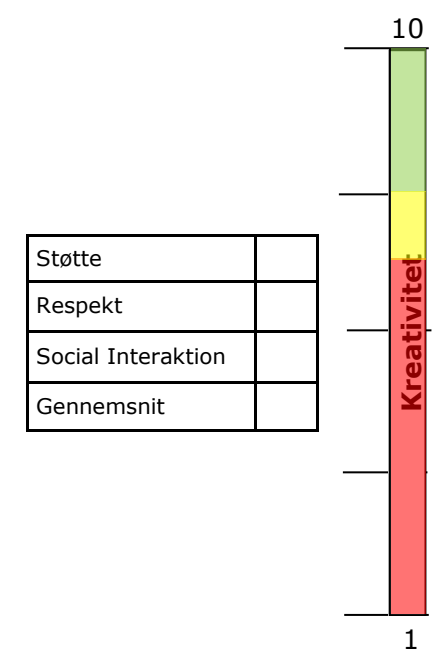 10
Støtte
Respekt
Social Interaktion
Gennemsnit
Kreativitet
1